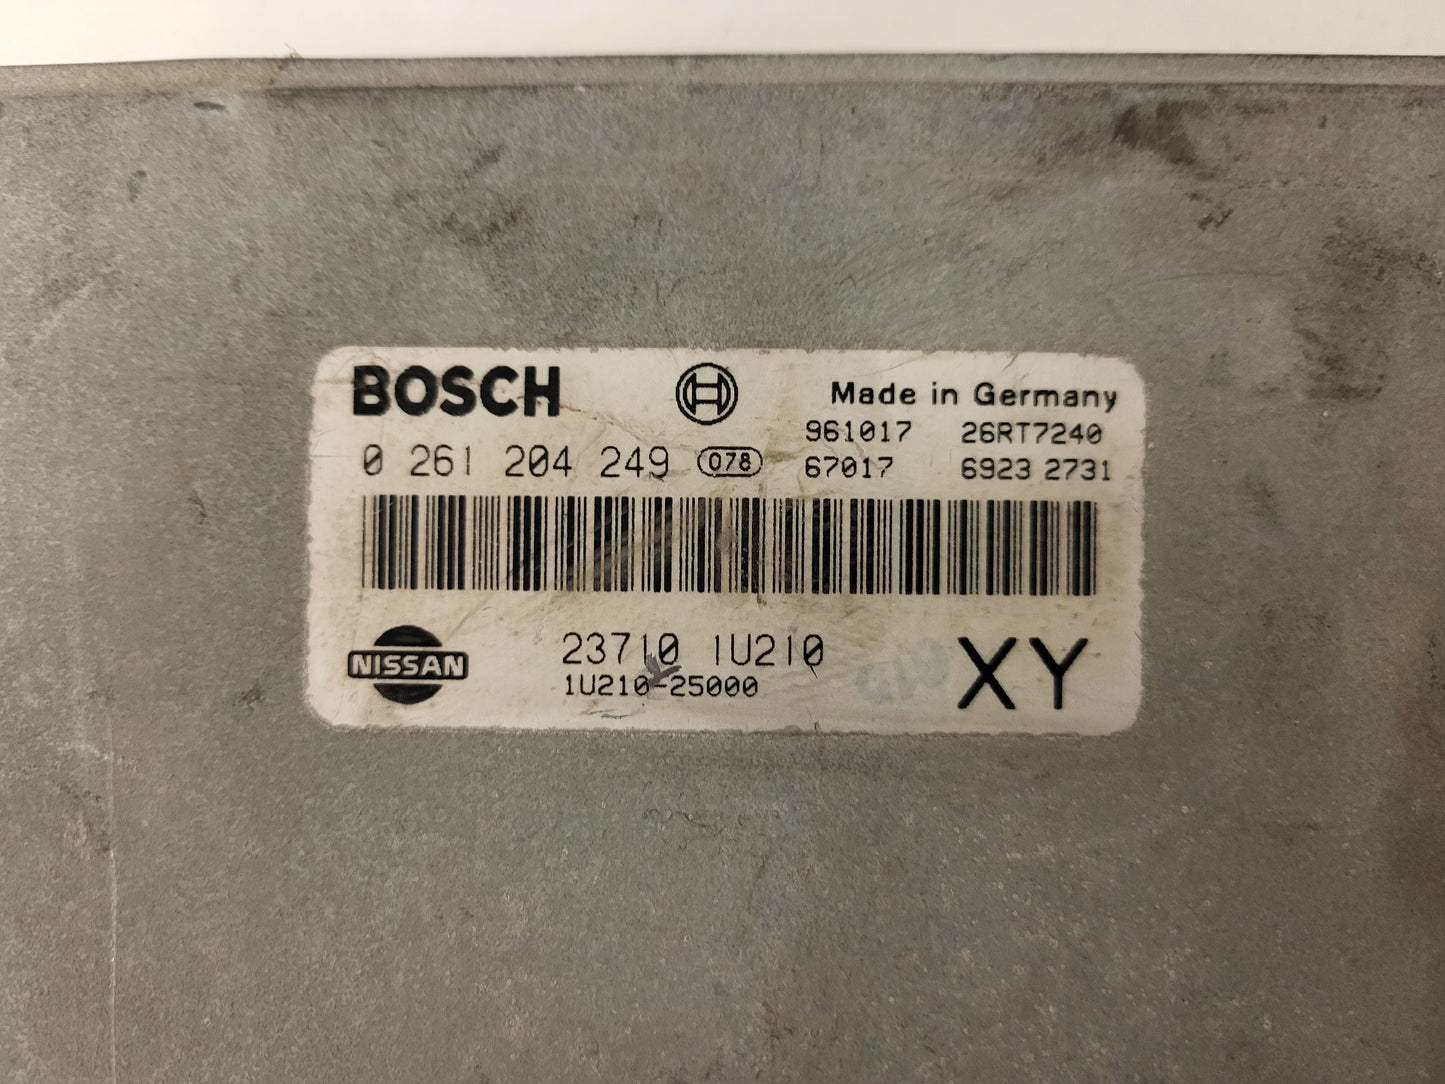 BOSCH
Made in Germany
961017 26RT7240
0 261 204 249 078 67017 6923 2731
NISSAN
23710 1U210
1U210-25000
XY